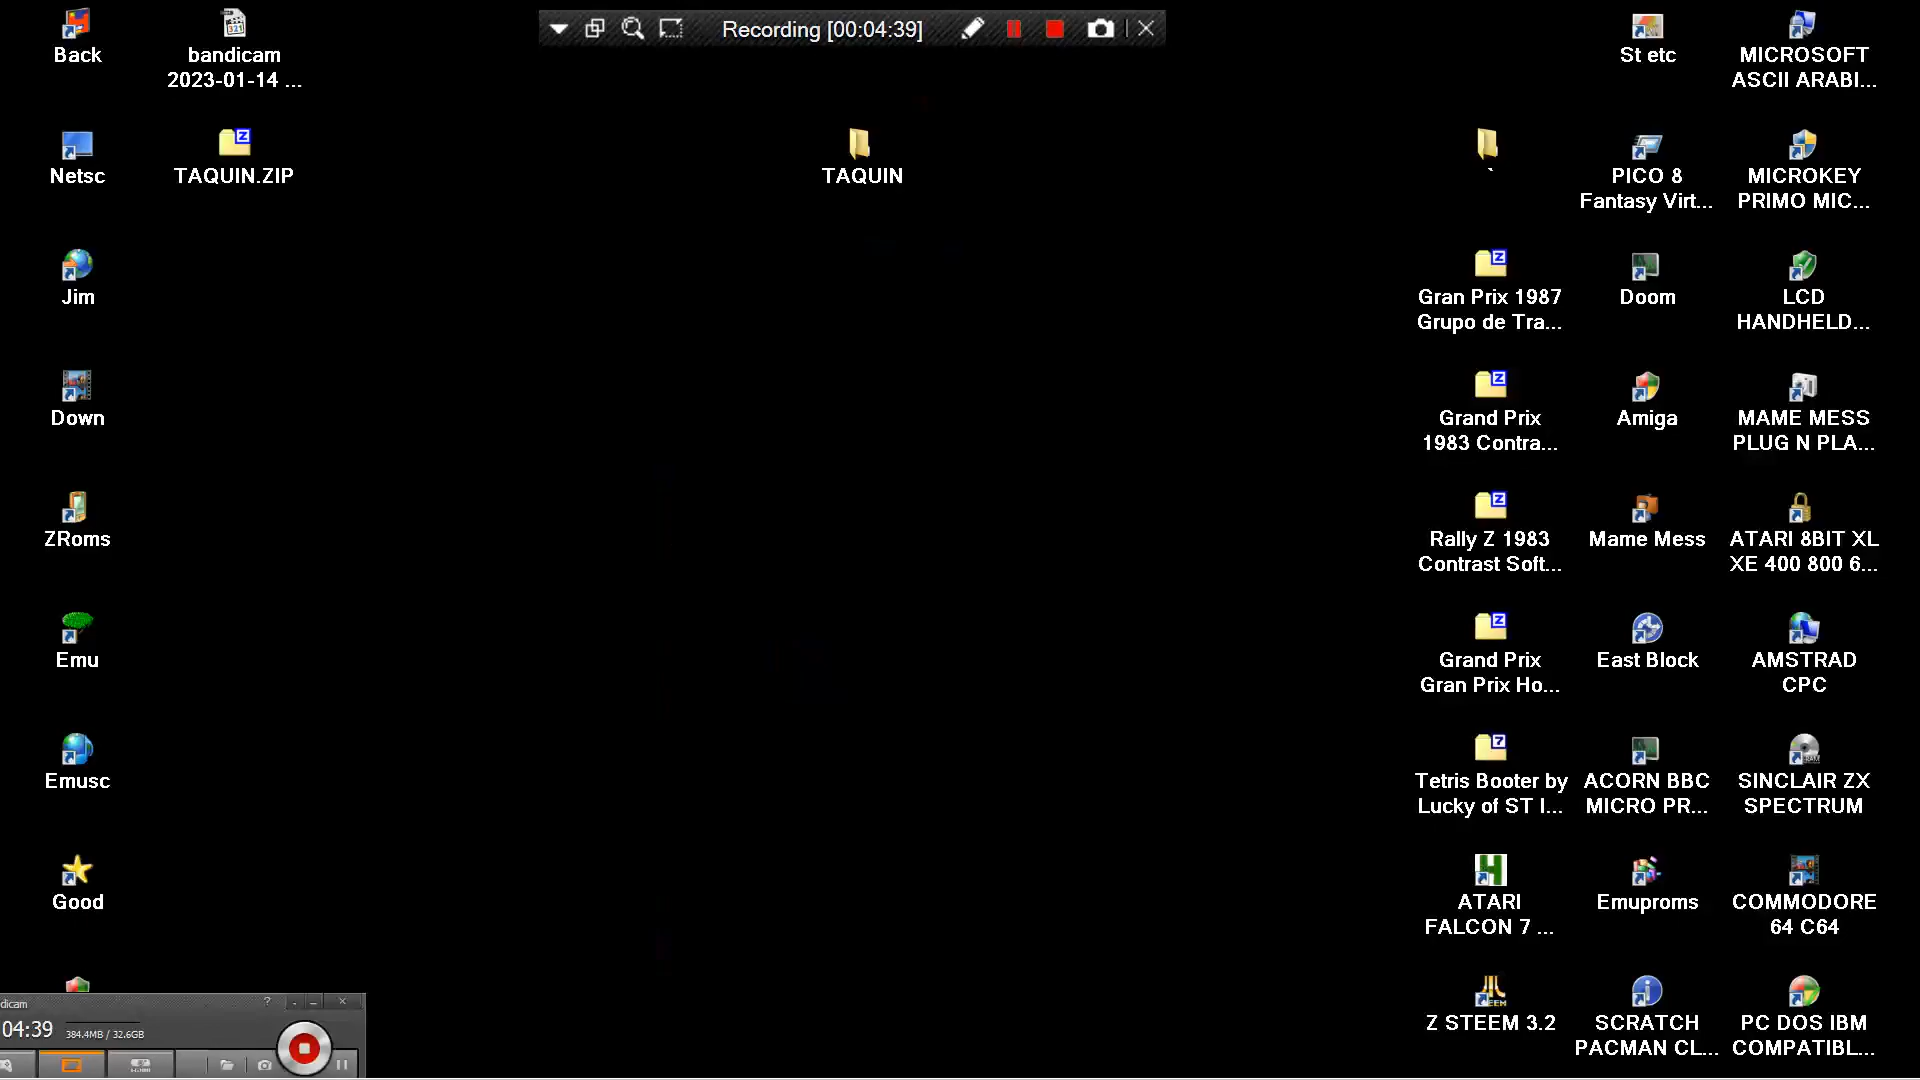 Recording [00:04:39]
Back
bandicam
2023-01-14 ...
St etc
MICROSOFT
ASCII ARABI...
Netsc
TAQUIN.ZIP
TAQUIN
`
PICO 8
Fantasy Virt...
MICROKEY
PRIMO MIC...
Jim
Gran Prix 1987
Grupo de Tra...
Doom
LCD
HANDHELD...
Down
Grand Prix
1983 Contra...
Amiga
MAME MESS
PLUG N PLA...
ZRoms
Rally Z 1983
Contrast Soft...
Mame Mess
ATARI 8BIT XL
XE 400 800 6...
Emu
Grand Prix
Gran Prix Ho...
East Block
AMSTRAD
CPC
Emusc
Tetris Booter by
Lucky of ST I...
ACORN BBC
MICRO PR...
SINCLAIR ZX
SPECTRUM
Good
ATARI
FALCON 7 ...
Emuproms
COMMODORE
64 C64
Z STEEM 3.2
SCRATCH
PACMAN CL...
PC DOS IBM
COMPATIBL...
dicam
04:39
384.4MB / 32.6GB